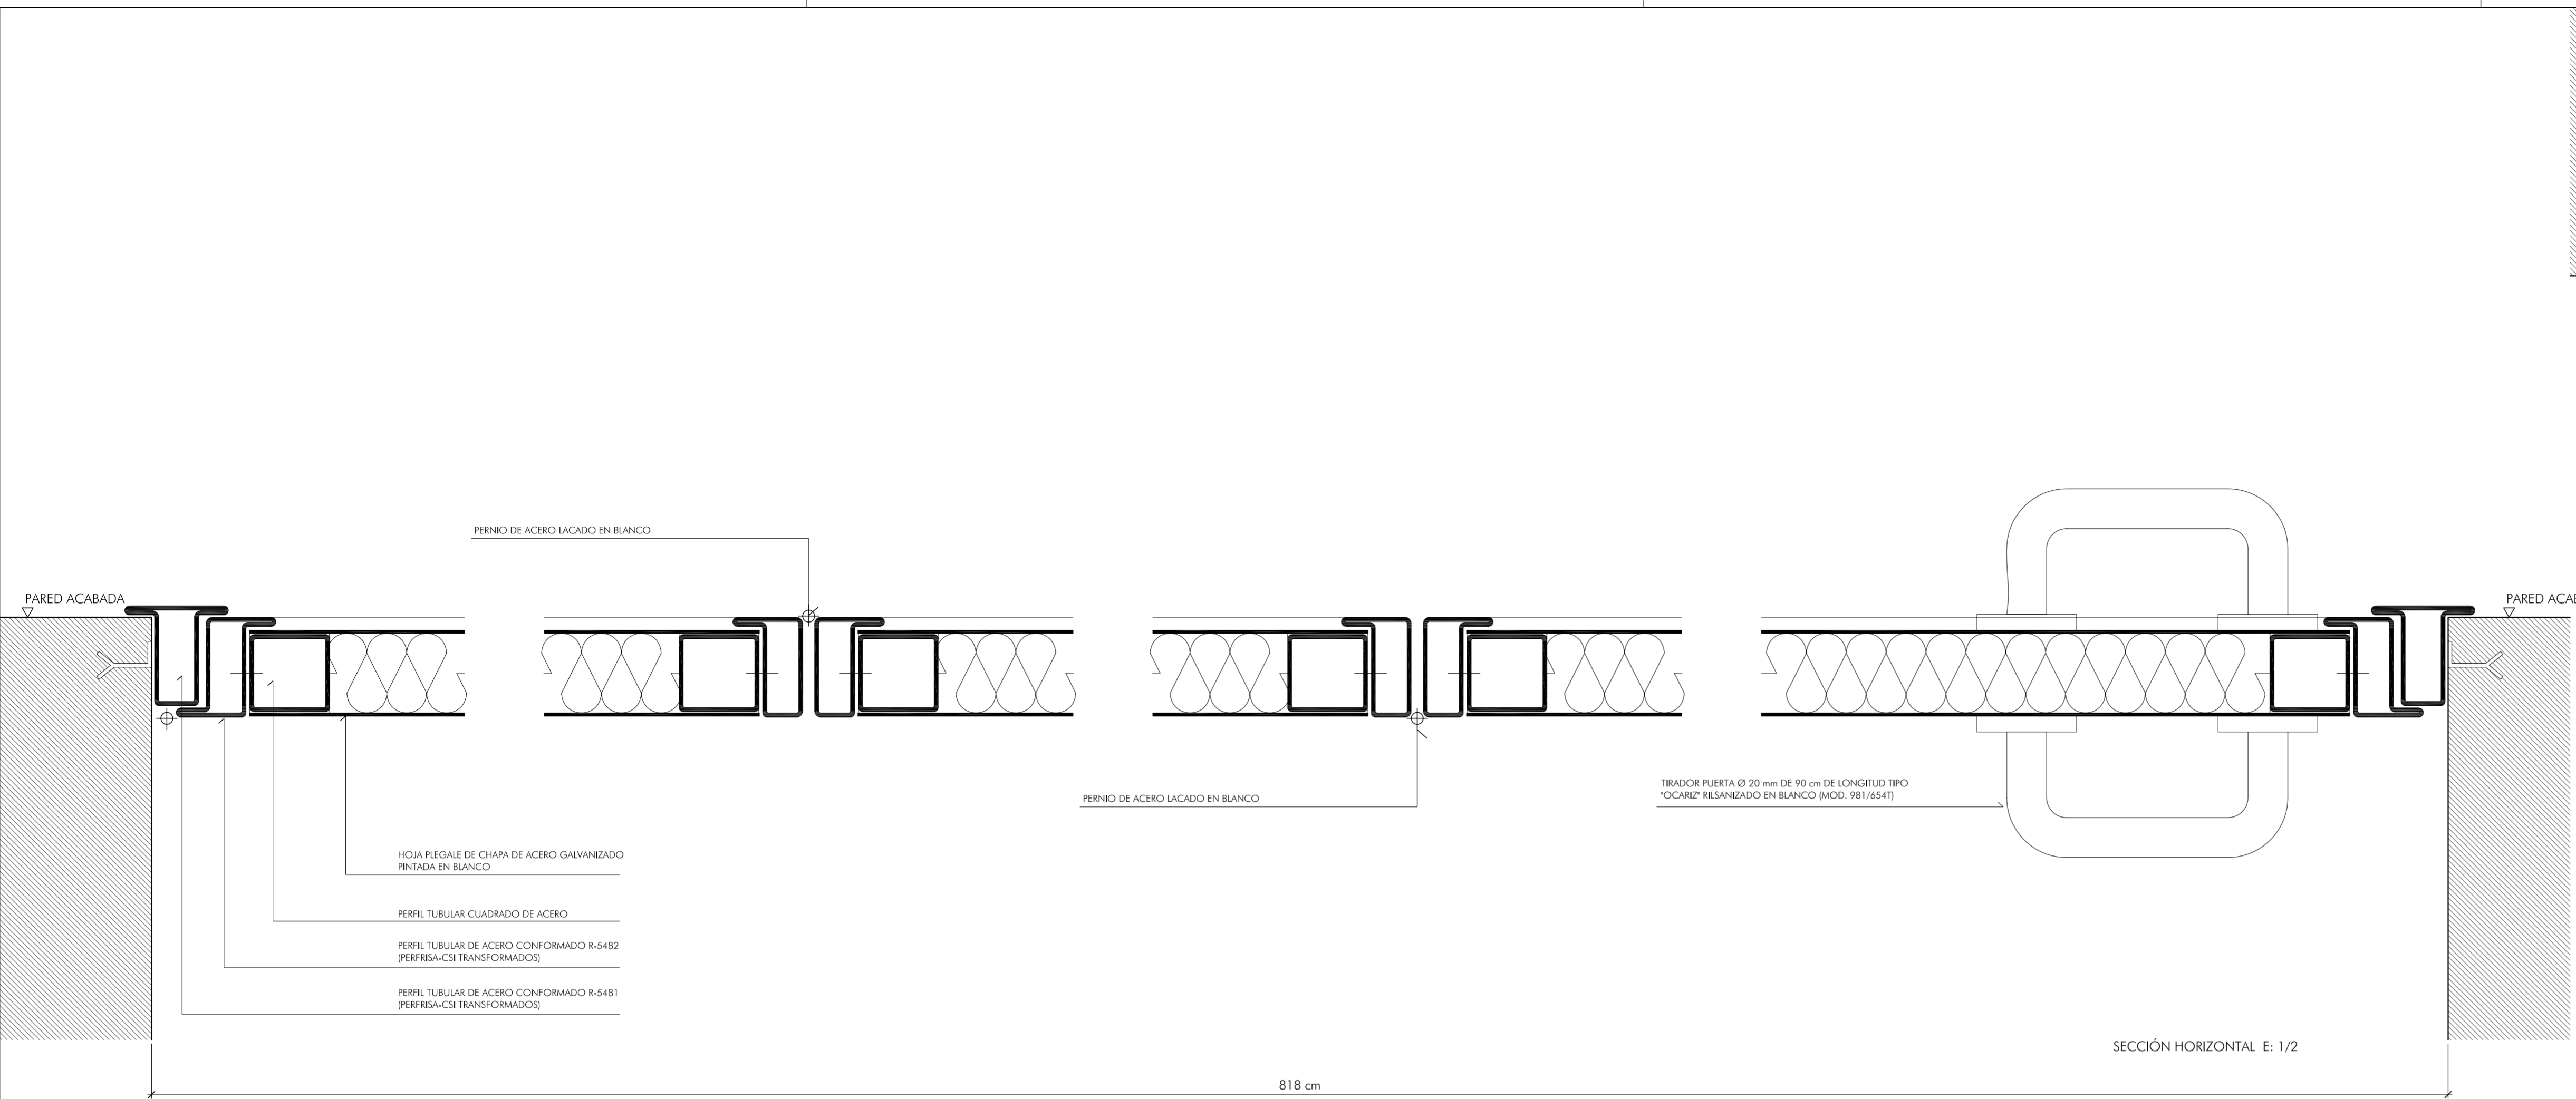 PERNIO DE ACERO LACADO EN BLANCO
PARED ACABADA
PARED ACAB
PERNIO DE ACERO LACADO EN BLANCO
TIRADOR PUERTA Ø 20 mm DE 90 cm DE LONGITUD TIPO
"OCARIZ" RILSANIZADO EN BLANCO (MOD. 981/654T)
HOJA PLEGALE DE CHAPA DE ACERO GALVANIZADO
PINTADA EN BLANCO
PERFIL TUBULAR CUADRADO DE ACERO
PERFIL TUBULAR DE ACERO CONFORMADO R-5482
(PERFRISA-CSI TRANSFORMADOS)
PERFIL TUBULAR DE ACERO CONFORMADO R-5481
(PERFRISA-CSI TRANSFORMADOS)
SECCIÓN HORIZONTAL E: 1/2
818 cm